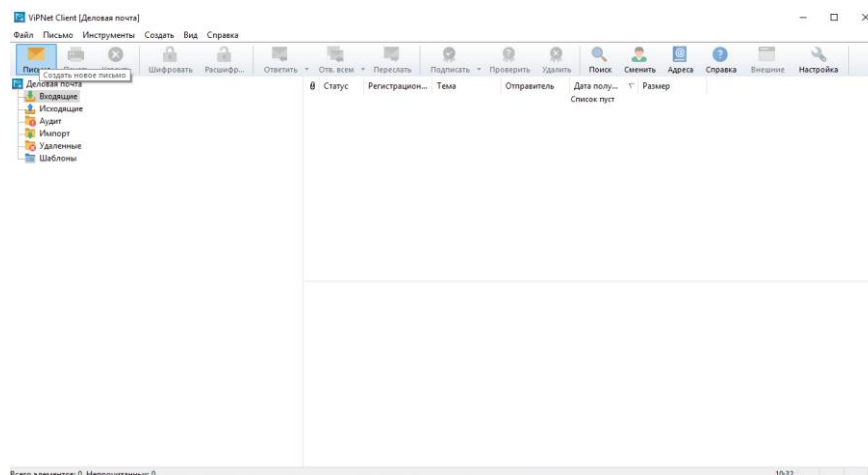 ViPNet Client [Деловая почта]
Файл Письмо Инструменты Создать Вид Справка
Письмо Шифровать Расшифр... Ответить Отв. всем Переслать Подписать Проверить Удалить Поиск Сменить Адреса Справка Внешние Настройка
Создать новое письмо
Деловая почта
Входящие
Исходящие
Аудит
Импорт
Удаленные
Шаблоны
Статус Регистрацион... Тема Отправитель Дата полу... Размер
Список пуст
Всего элементов: 0, Непрочитанных: 0
10:32